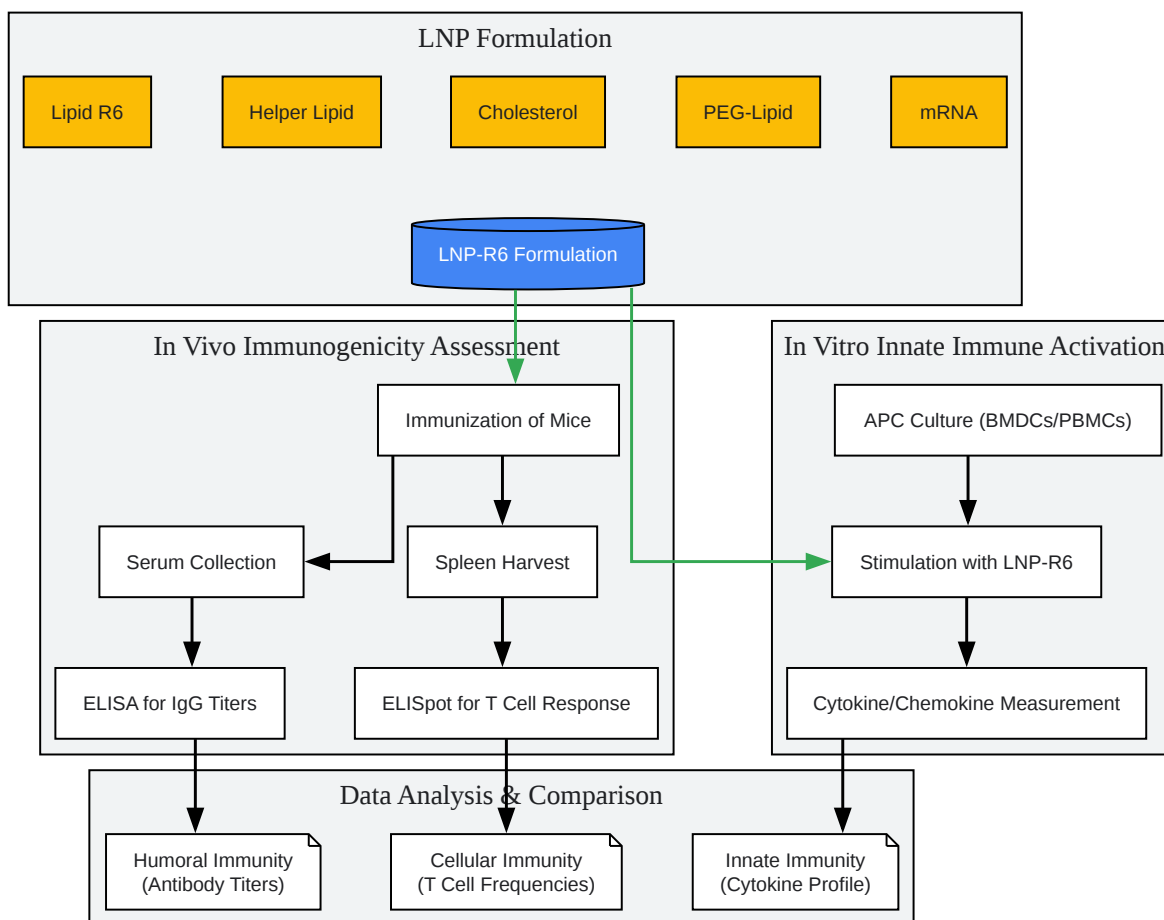 LNP Formulation
Lipid R6
Helper Lipid
Cholesterol
PEG-Lipid
mRNA
LNP-R6 Formulation
In Vivo Immunogenicity Assessment
In Vitro Innate Immune Activation
Immunization of Mice
APC Culture (BMDCs/PBMCs)
Serum Collection
Spleen Harvest
Stimulation with LNP-R6
ELISA for IgG Titers
ELISpot for T Cell Response
Cytokine/Chemokine Measurement
Data Analysis & Comparison
Humoral Immunity
(Antibody Titers)
Cellular Immunity
(T Cell Frequencies)
Innate Immunity
(Cytokine Profile)